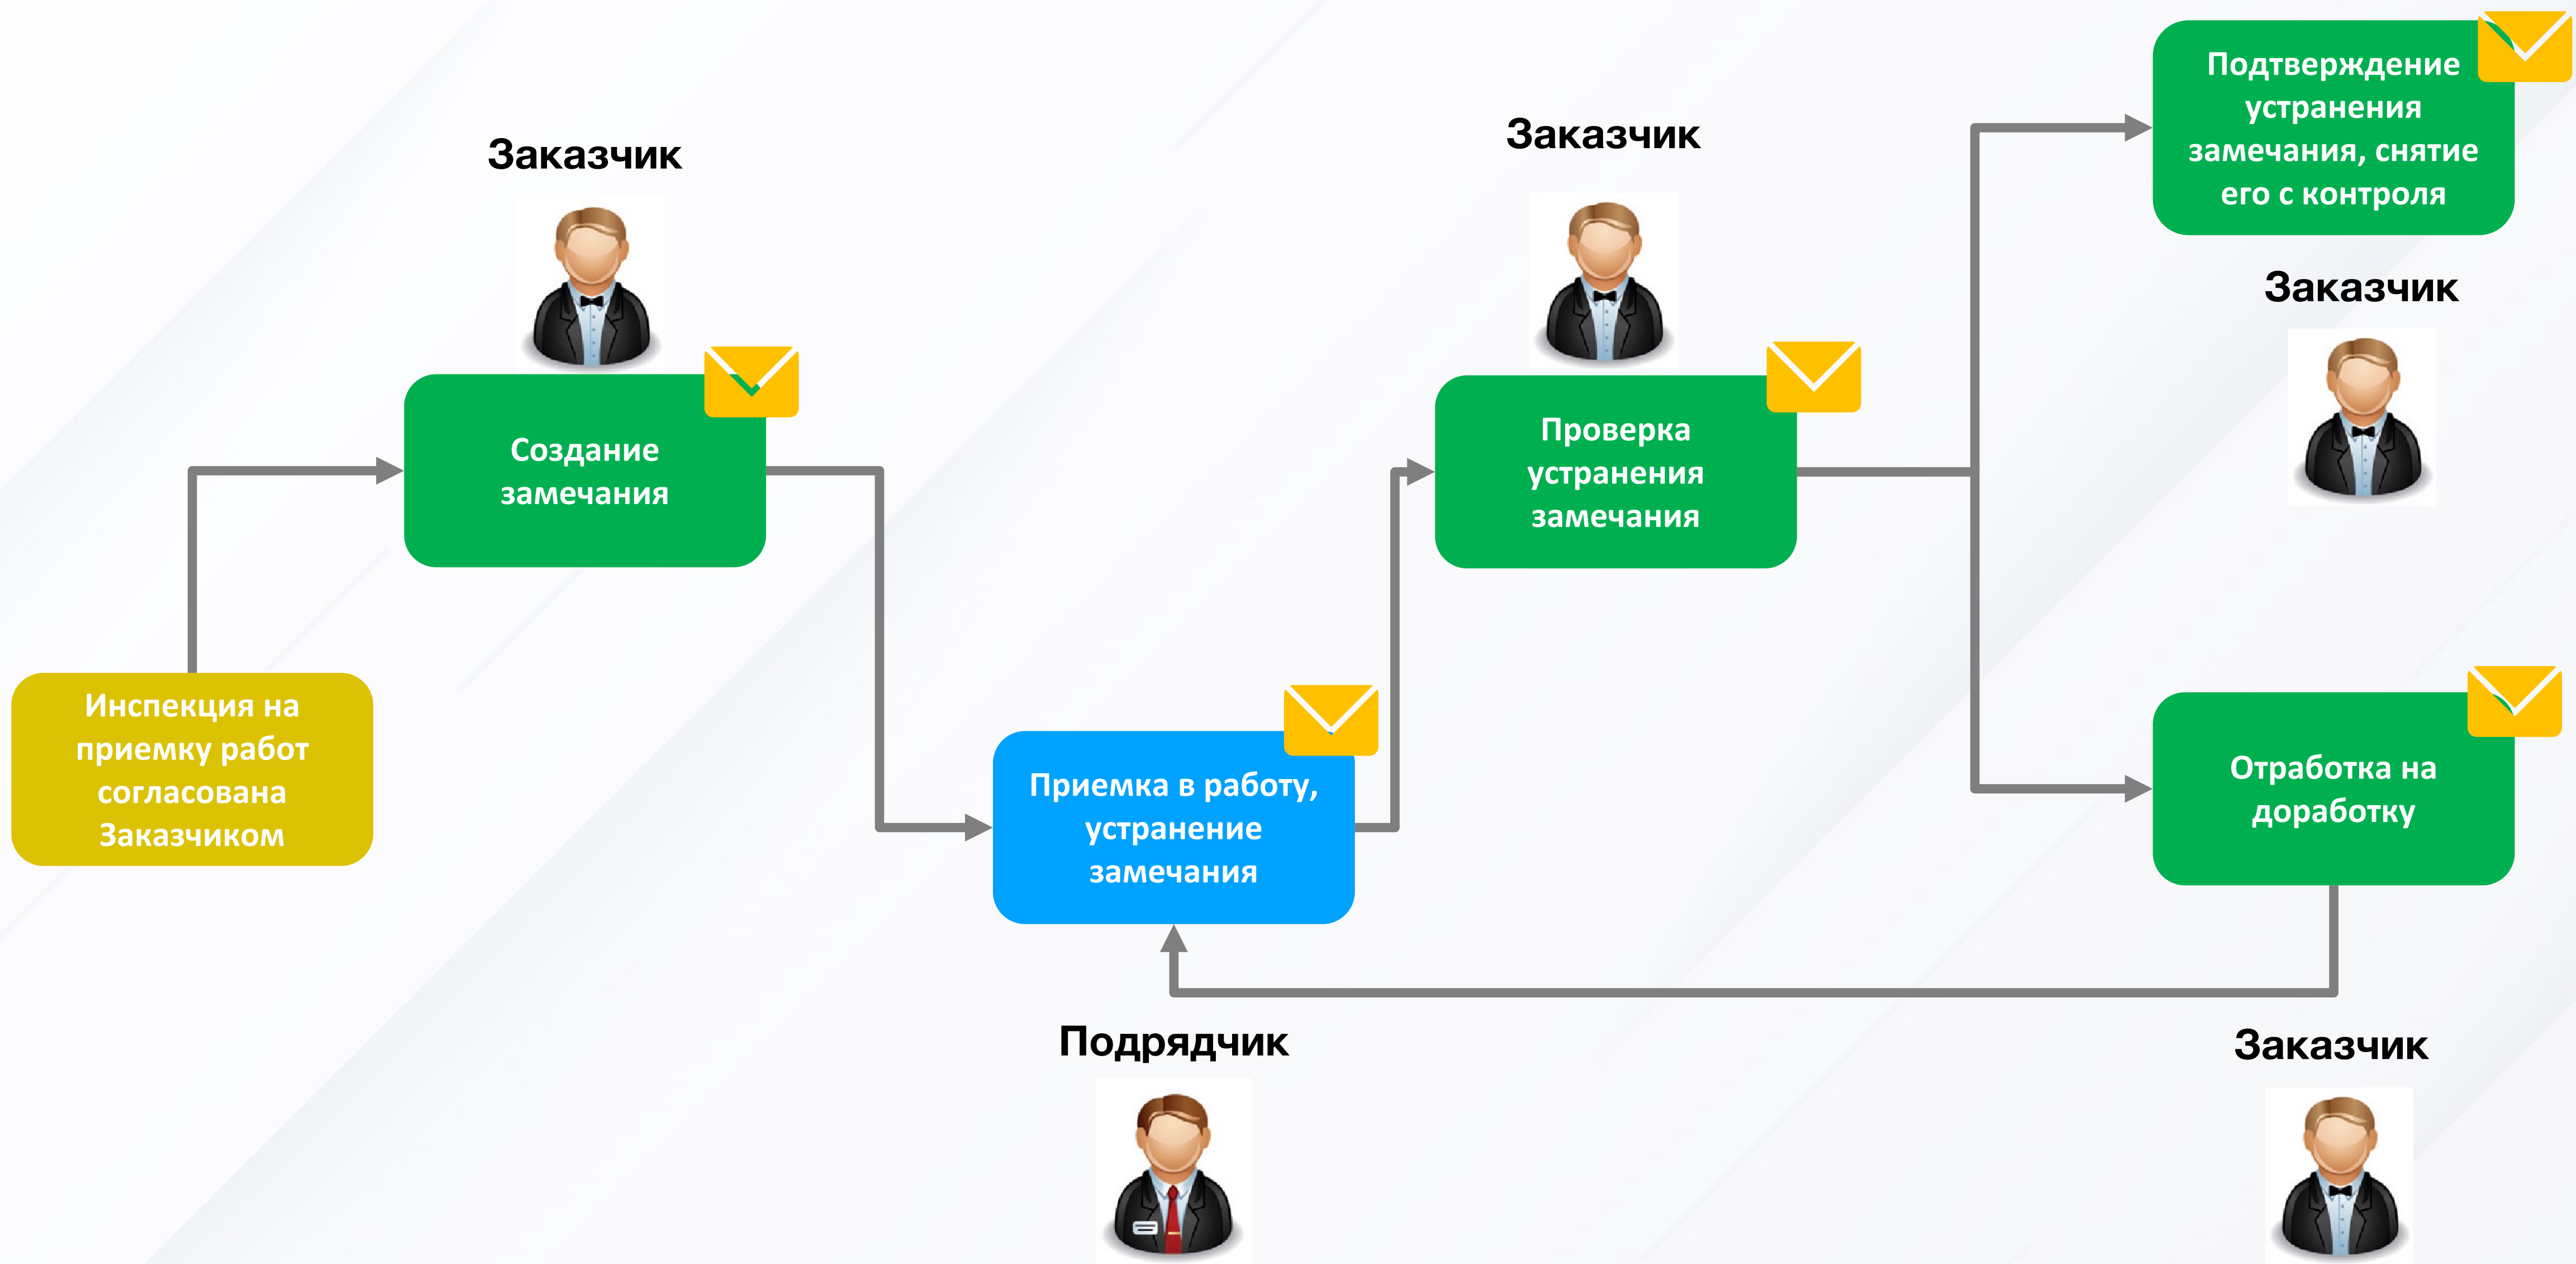 Заказчик
Создание
замечания
Инспекция на
приемку работ
согласована
Заказчиком
Приемка в работу,
устранение
замечания
Подрядчик
Заказчик
Проверка
устранения
замечания
Подтверждение
устранения
замечания, снятие
его с контроля
Заказчик
Отработка на
доработку
Заказчик